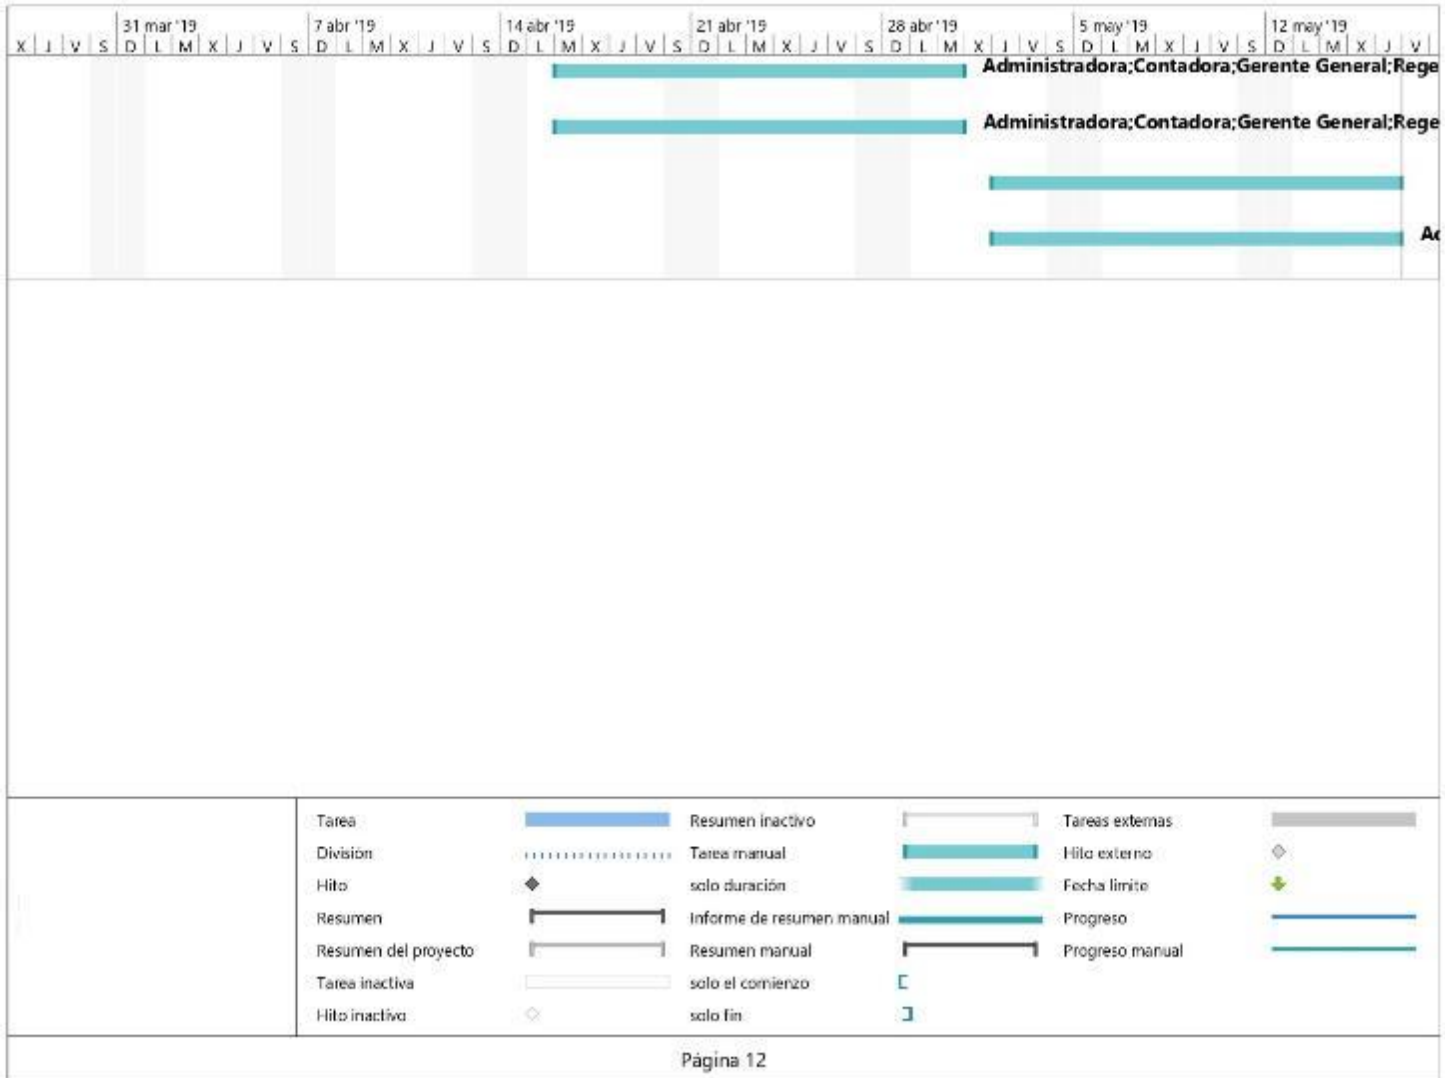 31 mar '19 7 abr '19 14 abr '19 21 abr '19 28 abr '19 5 may '19 12 may '19
X J V S D L M X J V S D L M X J V S D L M X J V S D L M X J V S D L M X J V S D L M X J V S D L M X J V
Administradora;Contadora;Gerente General;Rege
Administradora;Contadora;Gerente General;Rege
Ac
Tarea Resumen inactivo Tareas externas
División Tarea manual Hito externo
Hito solo duración Fecha límite
Resumen Informe de resumen manual Progreso
Resumen del proyecto Resumen manual Progreso manual
Tarea inactiva solo el comienzo
Hito inactivo solo fin
Página 12